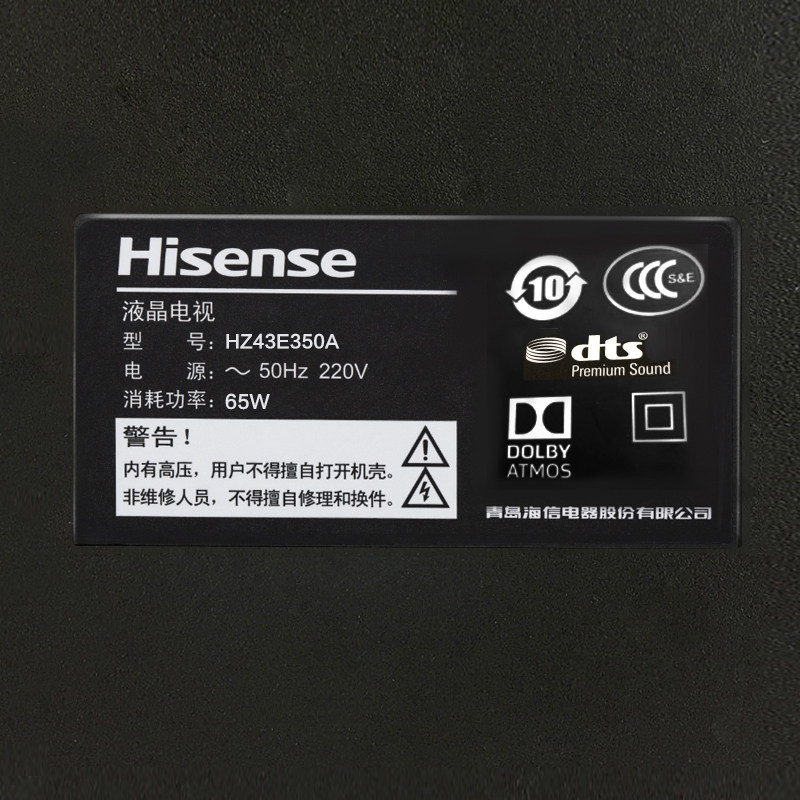 Hisense
液晶电视
型 号: HZ43E350A
电 源: ～ 50Hz 220V
消耗功率: 65W
警告！
内有高压，用户不得擅自打开机壳。
非维修人员，不得擅自修理和换件。
10
CCC S&E
dts®
Premium Sound
DOLBY
ATMOS
青岛海信电器股份有限公司